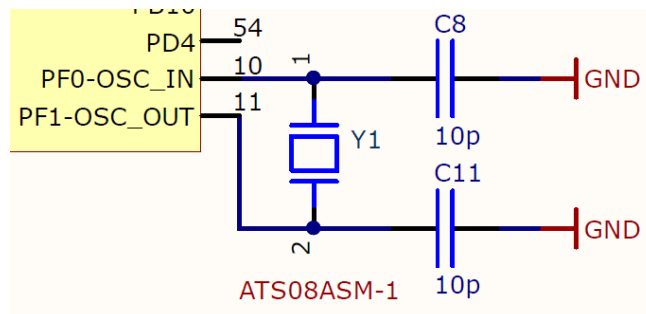 PD4 54
PF0-OSC_IN 10
PF1-OSC_OUT 11
1
2
Y1
ATS08ASM-1
C8
10p
GND
C11
10p
GND